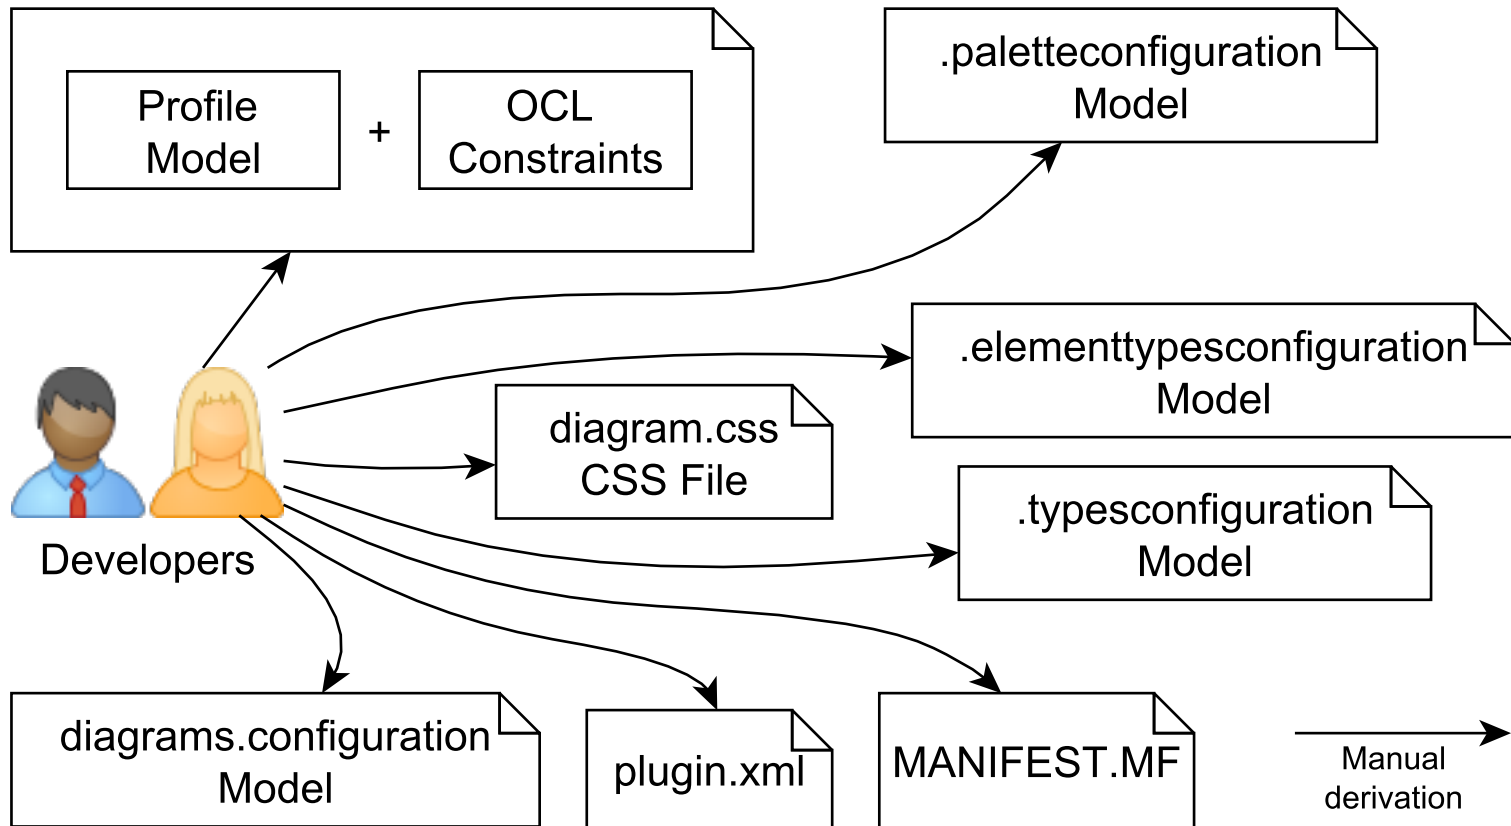 Profile
Model
+
OCL
Constraints
.paletteconfiguration
Model
.elementtypesconfiguration
Model
diagram.css
CSS File
.typesconfiguration
Model
Developers
diagrams.configuration
Model
plugin.xml
MANIFEST.MF
Manual
derivation